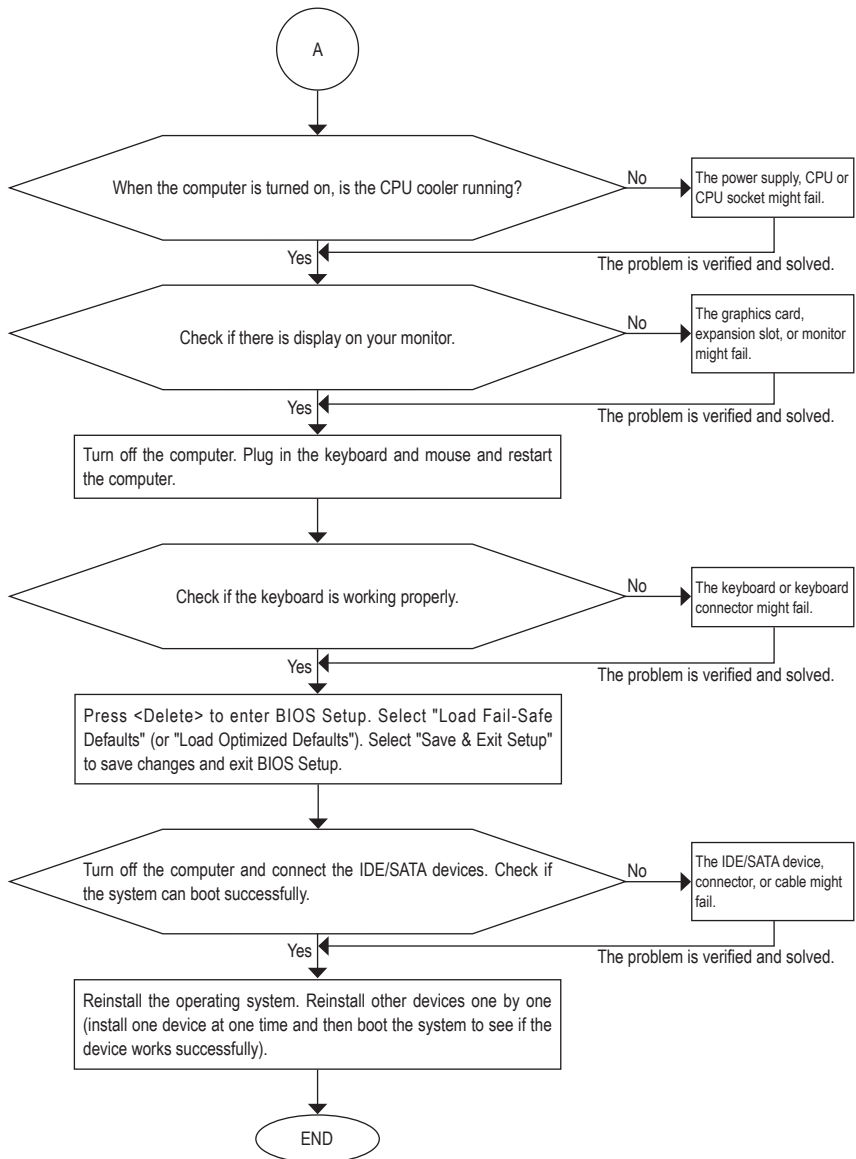 A
When the computer is turned on, is the CPU cooler running?
No
The power supply, CPU or
CPU socket might fail.
Yes
The problem is verified and solved.
Check if there is display on your monitor.
No
The graphics card,
expansion slot, or monitor
might fail.
Yes
The problem is verified and solved.
Turn off the computer. Plug in the keyboard and mouse and restart
the computer.
Check if the keyboard is working properly.
No
The keyboard or keyboard
connector might fail.
Yes
The problem is verified and solved.
Press <Delete> to enter BIOS Setup. Select "Load Fail-Safe
Defaults" (or "Load Optimized Defaults"). Select "Save & Exit Setup"
to save changes and exit BIOS Setup.
Turn off the computer and connect the IDE/SATA devices. Check if
the system can boot successfully.
No
The IDE/SATA device,
connector, or cable might
fail.
Yes
The problem is verified and solved.
Reinstall the operating system. Reinstall other devices one by one
(install one device at one time and then boot the system to see if the
device works successfully).
END